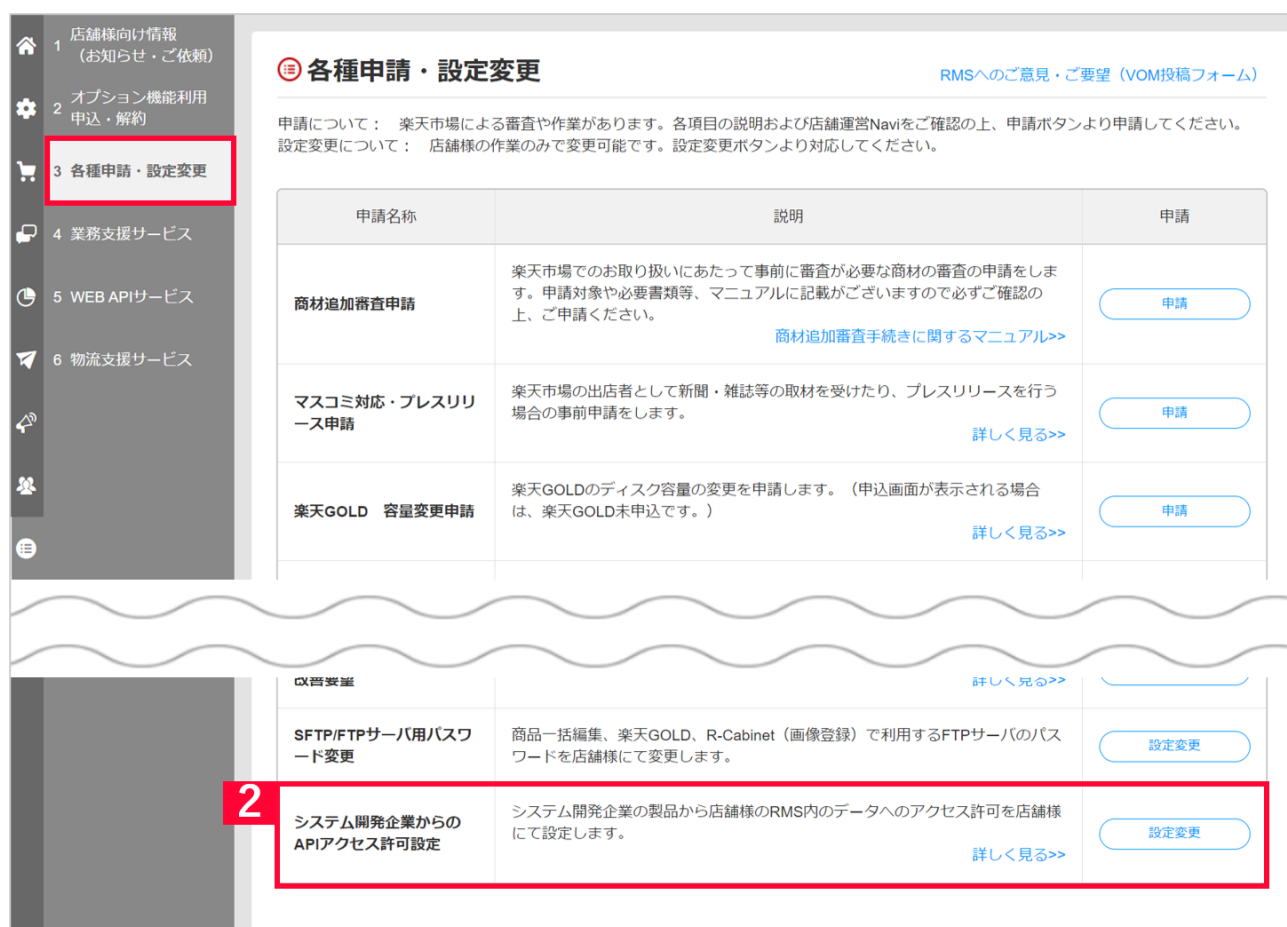 1 店舗様向け情報
（お知らせ・ご依頼）
2 オプション機能利用
申込・解約
3 各種申請・設定変更
4 業務支援サービス
5 WEB APIサービス
6 物流支援サービス
各種申請・設定変更
RMSへのご意見・ご要望（VOM投稿フォーム）
申請について： 楽天市場による審査や作業があります。各項目の説明および店舗運営Naviをご確認の上、申請ボタンより申請してください。
設定変更について： 店舗様の作業のみで変更可能です。設定変更ボタンより対応してください。
申請名称 説明 申請
商材追加審査申請
楽天市場でのお取り扱いにあたって事前に審査が必要な商材の審査の申請をしま
す。申請対象や必要書類等、マニュアルに記載がございますので必ずご確認の
上、ご申請ください。
商材追加審査手続きに関するマニュアル>>
申請
マスコミ対応・プレスリリ
ース申請
楽天市場の出店者として新聞・雑誌等の取材を受けたり、プレスリリースを行う
場合の事前申請をします。
詳しく見る>>
申請
楽天GOLD 容量変更申請
楽天GOLDのディスク容量の変更を申請します。（申込画面が表示される場合
は、楽天GOLD未申込です。）
詳しく見る>>
申請
改善要望
詳しく見る>>
SFTP/FTPサーバ用パスワ
ード変更
商品一括編集、楽天GOLD、R-Cabinet（画像登録）で利用するFTPサーバのパス
ワードを店舗様にて変更します。
設定変更
2
システム開発企業からの
APIアクセス許可設定
システム開発企業の製品から店舗様のRMS内のデータへのアクセス許可を店舗様
にて設定します。
詳しく見る>>
設定変更